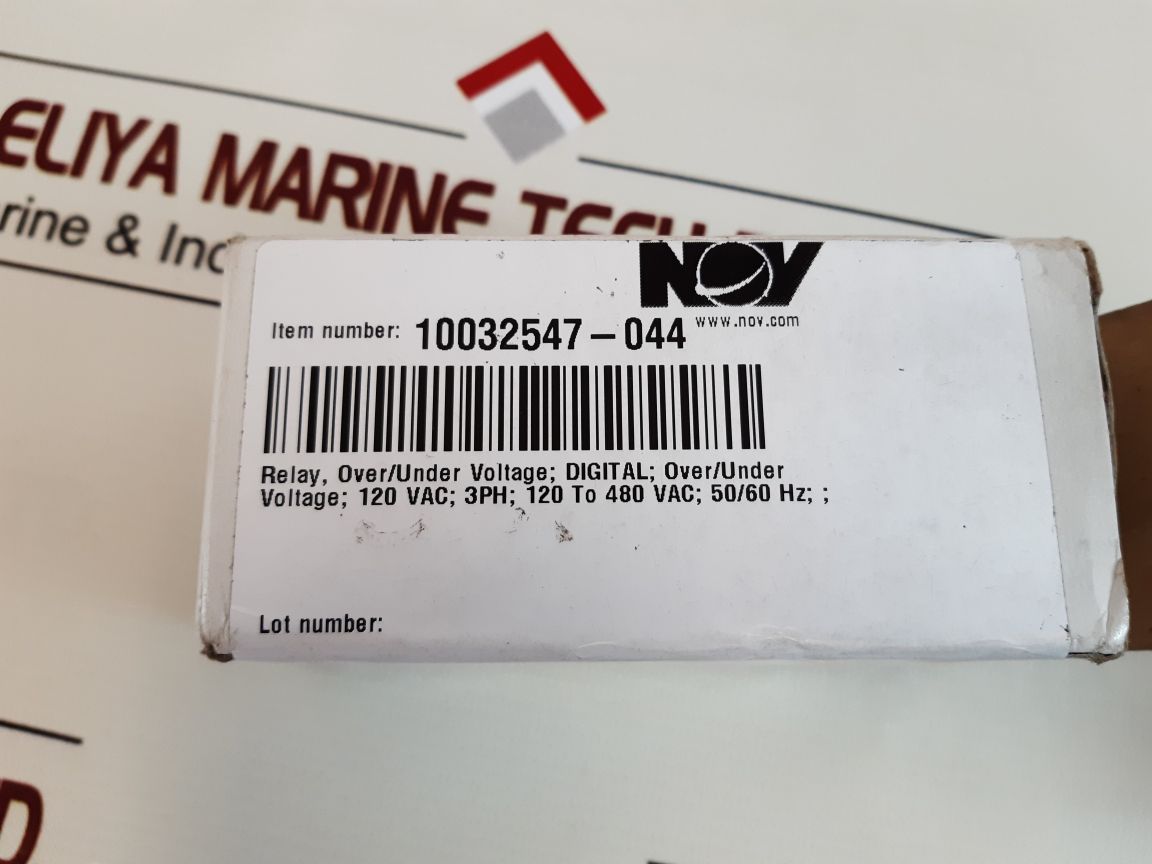 ELIYA MARINE TECH
rine &
NOV
www.nov.com
Item number: 10032547-044
Relay, Over/Under Voltage; DIGITAL; Over/Under
Voltage; 120 VAC; 3PH; 120 To 480 VAC; 50/60 Hz; ;
Lot number:
D